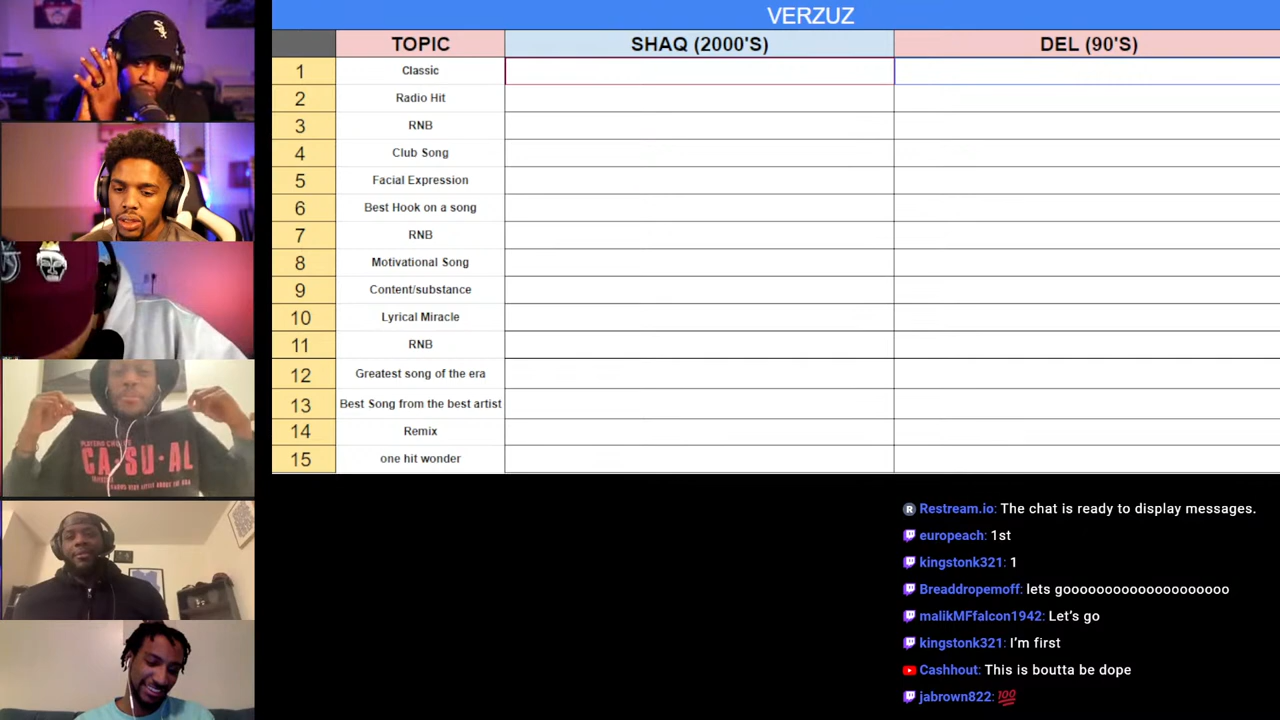 VERZUZ
TOPIC SHAQ (2000'S) DEL (90'S)
1 Classic
2 Radio Hit
3 RNB
4 Club Song
5 Facial Expression
6 Best Hook on a song
7 RNB
8 Motivational Song
9 Content/substance
10 Lyrical Miracle
11 RNB
12 Greatest song of the era
13 Best Song from the best artist
14 Remix
15 one hit wonder
CA·SU·AL
Restream.io: The chat is ready to display messages.
europeach: 1st
kingstonk321: 1
Breaddropemoff: lets gooooooooooooooooooo
malikMFfalcon1942: Let’s go
kingstonk321: I’m first
Cashhout: This is boutta be dope
jabrown822: 💯